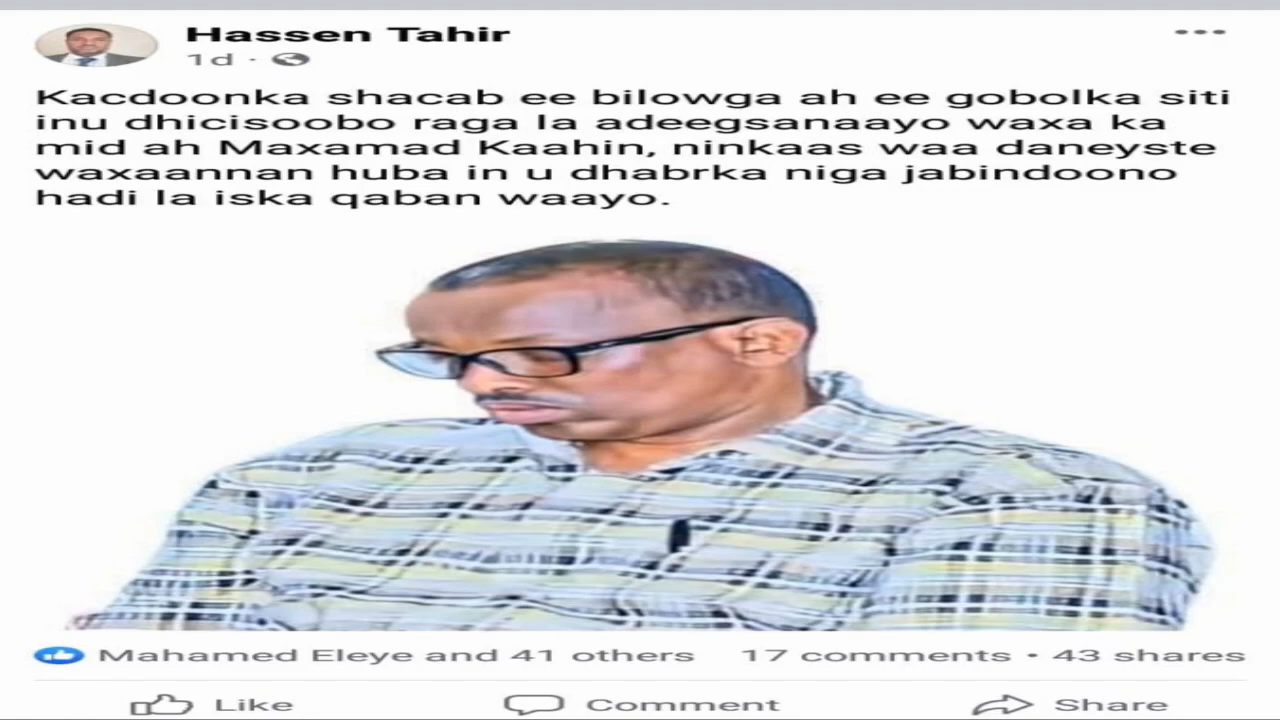 Hassen Tahir
1d ·
Kacdoonka shacab ee bilowga ah ee gobolka siti
inu dhicisoobo raga la adeegsanaayo waxa ka
mid ah Maxamad Kaahin, ninkaas waa daneyste
waxaannan huba in u dhabrka niga jabindoono
hadi la iska qaban waayo.
Mahamed Eleye and 41 others 17 comments • 43 shares
Like Comment Share